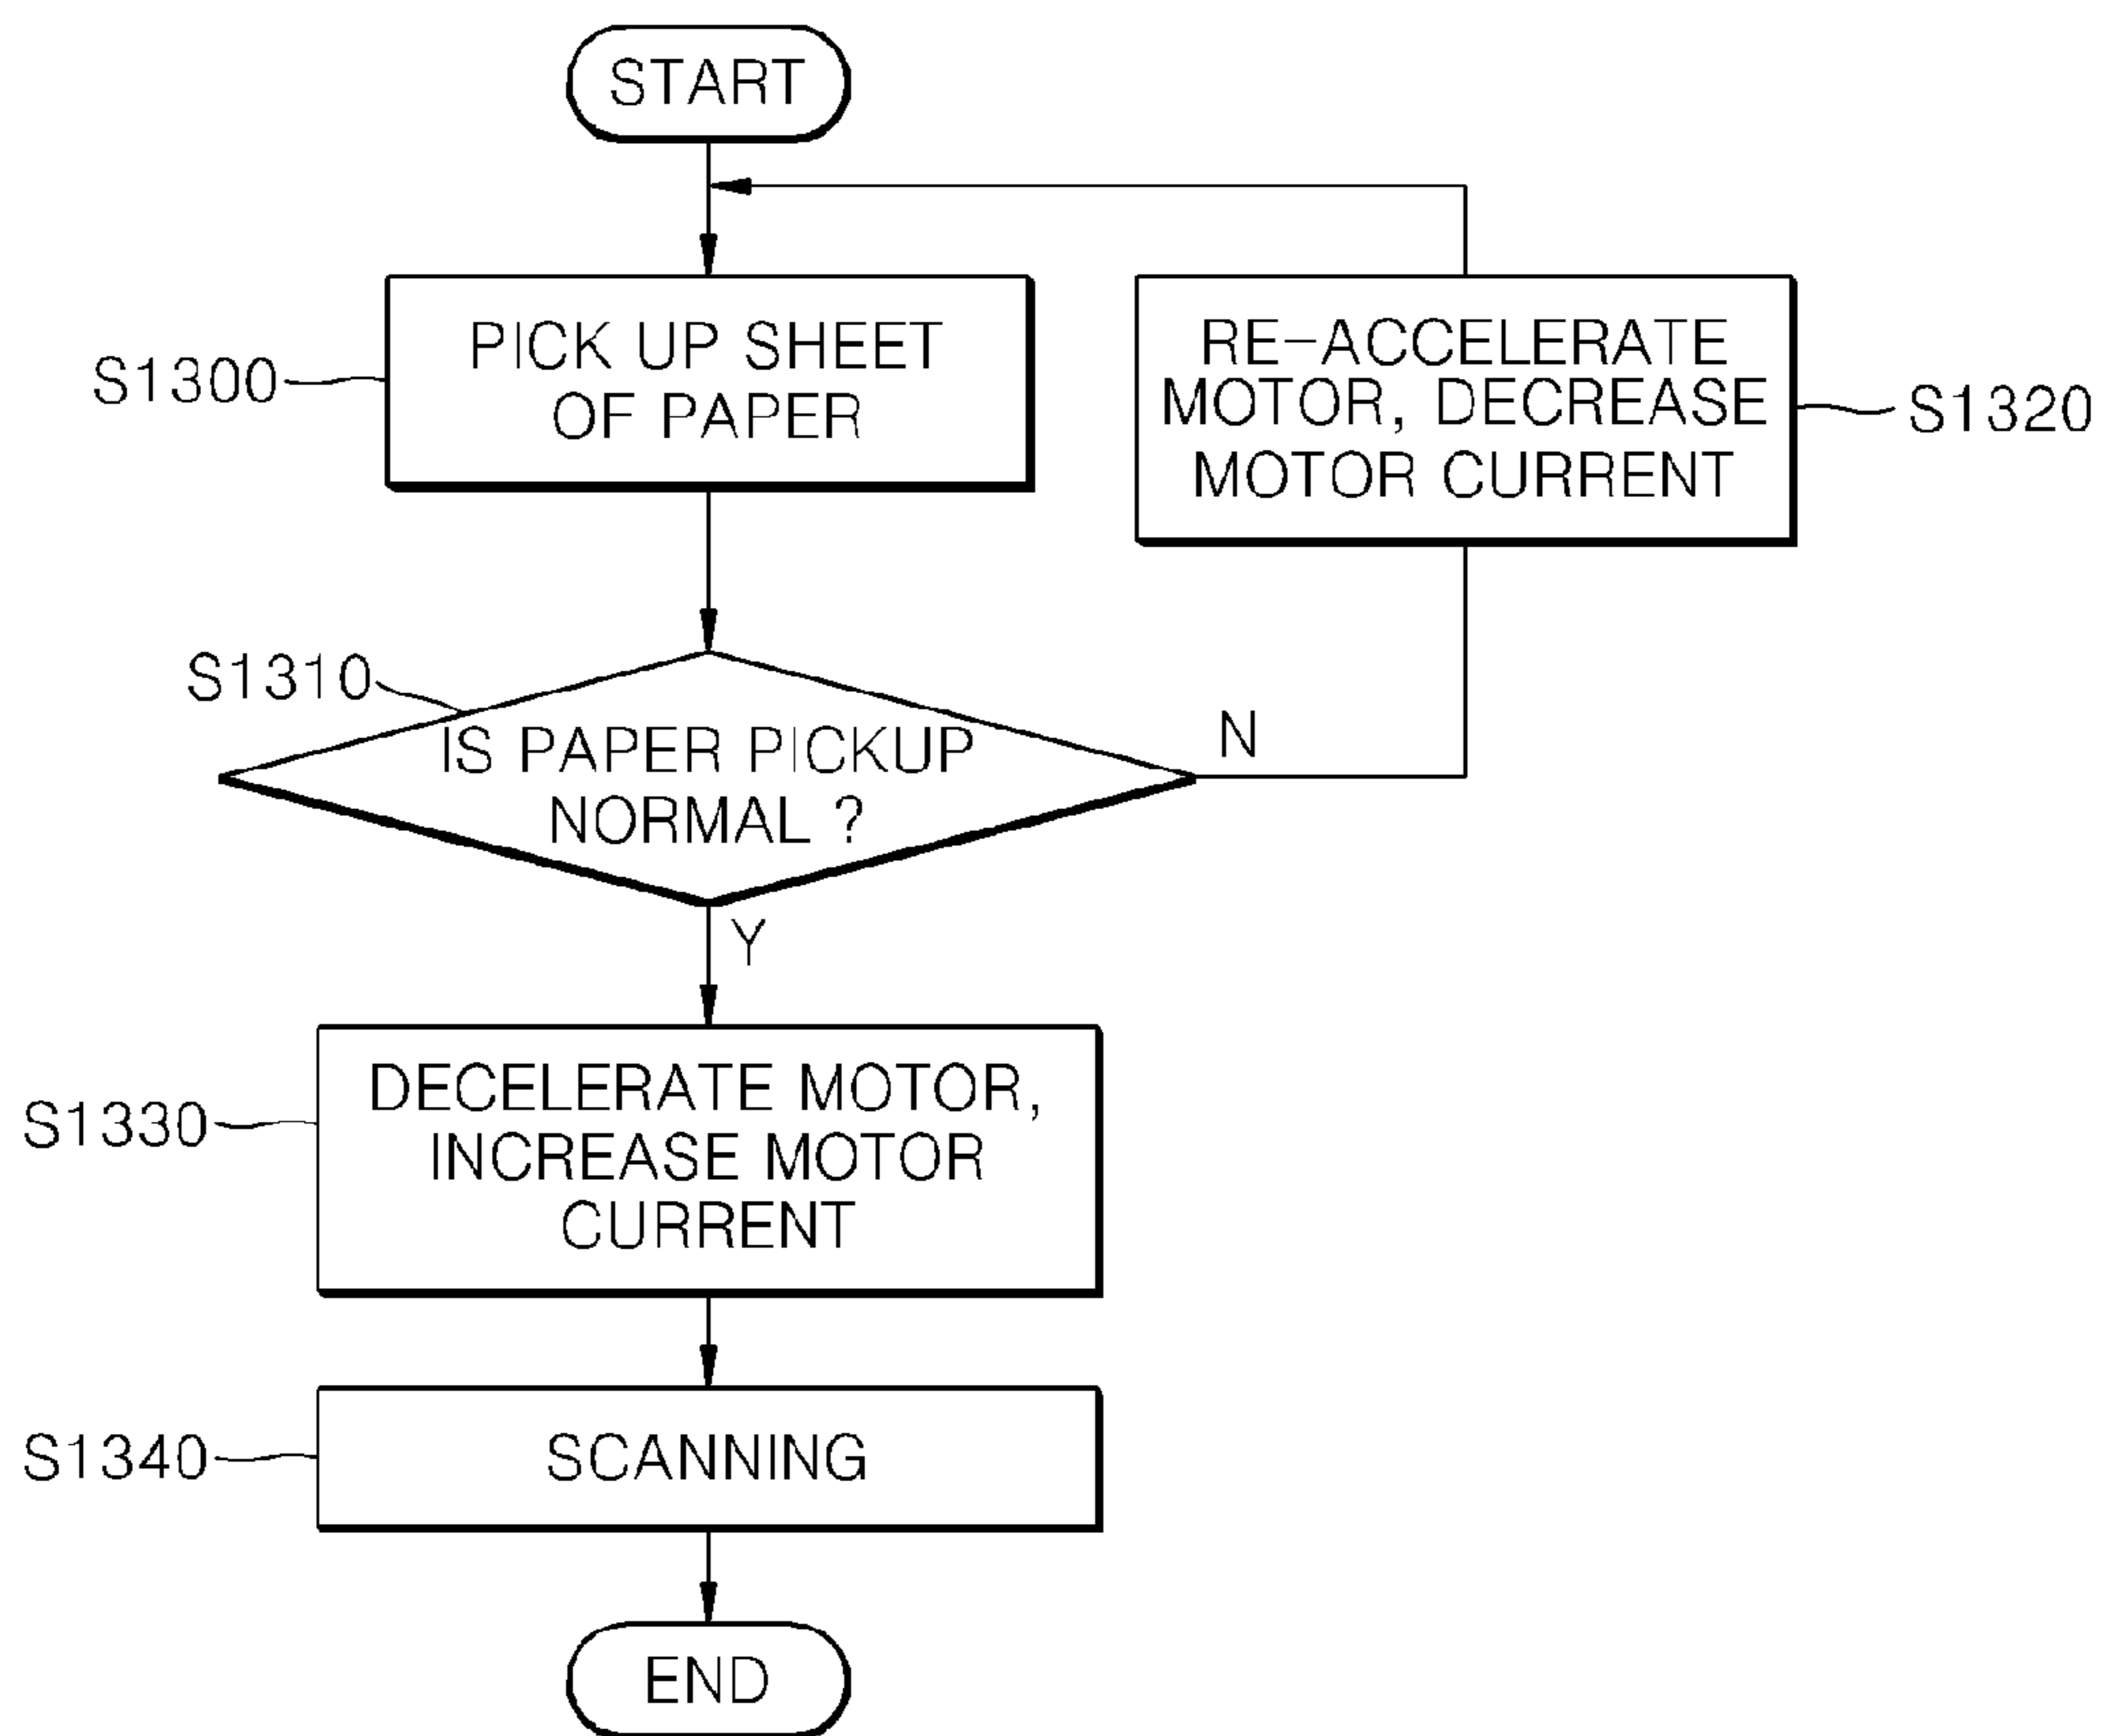 START
S1300
PICK UP SHEET
OF PAPER
RE-ACCELERATE
MOTOR, DECREASE
MOTOR CURRENT
S1320
S1310
IS PAPER PICKUP
NORMAL ?
N
Y
S1330
DECELERATE MOTOR,
INCREASE MOTOR
CURRENT
S1340
SCANNING
END